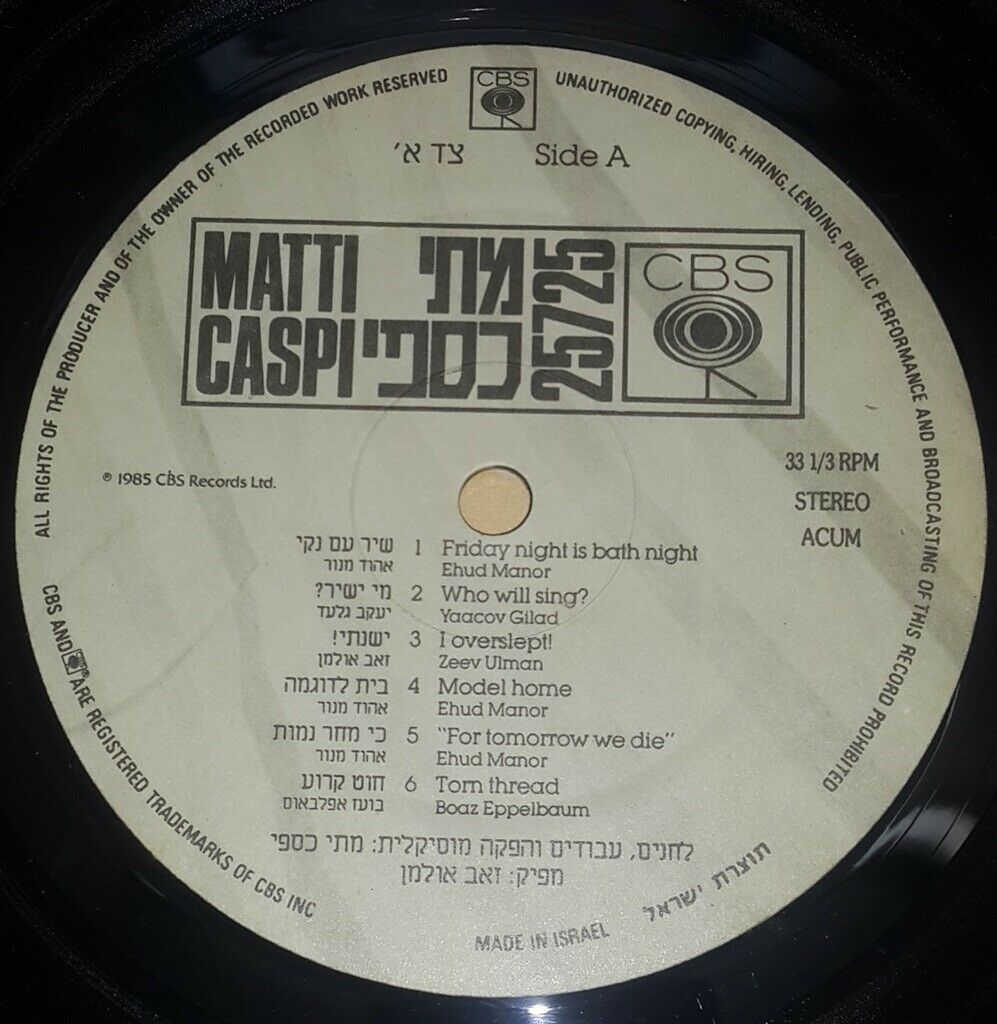 ALL RIGHTS OF THE PRODUCER AND OF THE OWNER OF THE RECORDED WORK RESERVED
CBS
UNAUTHORIZED COPYING, HIRING, LENDING, PUBLIC PERFORMANCE AND BROADCASTING OF THIS RECORD PROHIBITED
צד א' Side A
MATTI מתי
CASPI כספי
25725
CBS
33 1/3 RPM
STEREO
ACUM
℗ 1985 CBS Records Ltd.
שיר עם נקי 1 Friday night is bath night
אהוד מנור Ehud Manor
מי ישיר? 2 Who will sing?
יעקב גלעד Yaacov Gilad
ישנתי! 3 I overslept!
זאב אולמן Zeev Ulman
בית לדוגמה 4 Model home
אהוד מנור Ehud Manor
כי מחר נמות 5 "For tomorrow we die"
אהוד מנור Ehud Manor
חוט קרוע 6 Torn thread
בועז אפלבאום Boaz Eppelbaum
לחנים, עבודים והפקה מוסיקלית: מתי כספי
מפיק: זאב אולמן
CBS AND ® ARE REGISTERED TRADEMARKS OF CBS INC
MADE IN ISRAEL תוצרת ישראל